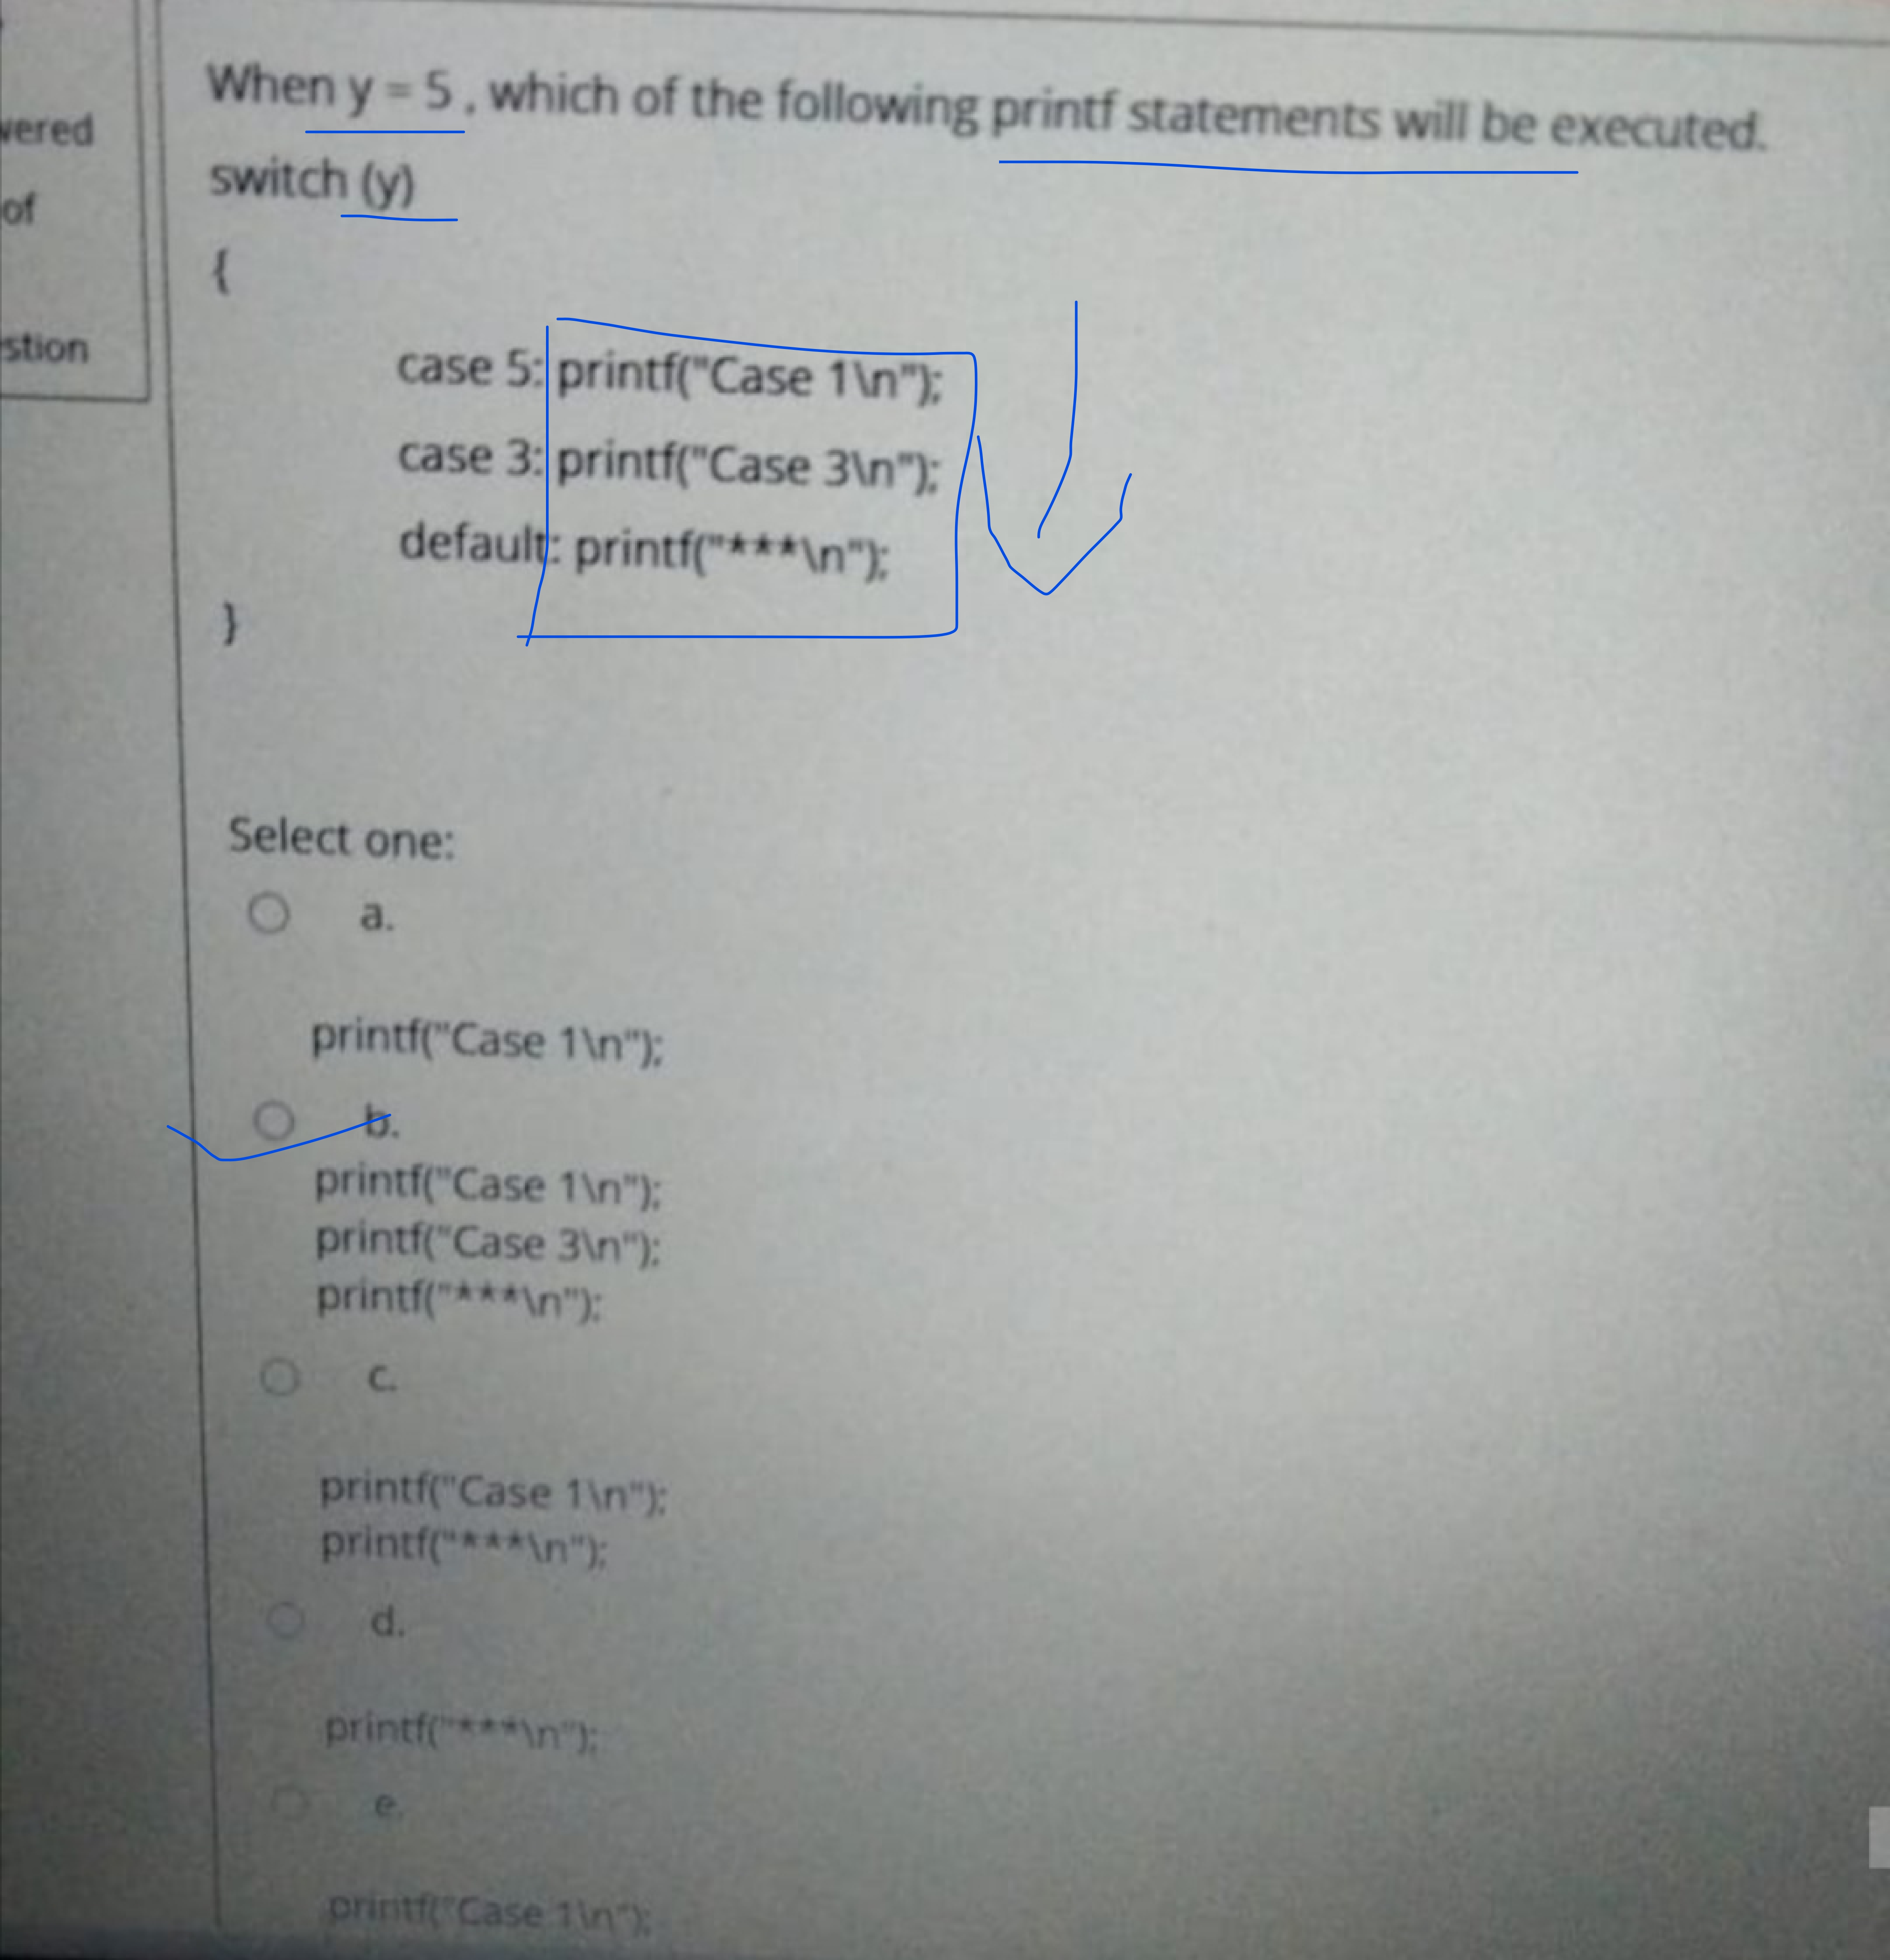 wered
of
stion
When y = 5 , which of the following printf statements will be executed.
switch (y)
{
case 5: printf("Case 1\n");
case 3: printf("Case 3\n");
default: printf("***\n");
}
Select one:
a.
printf("Case 1\n");
b.
printf("Case 1\n");
printf("Case 3\n");
printf("***\n");
c.
printf("Case 1\n");
printf("***\n");
d.
printf("***\n");
e.
printf("Case 1\n");